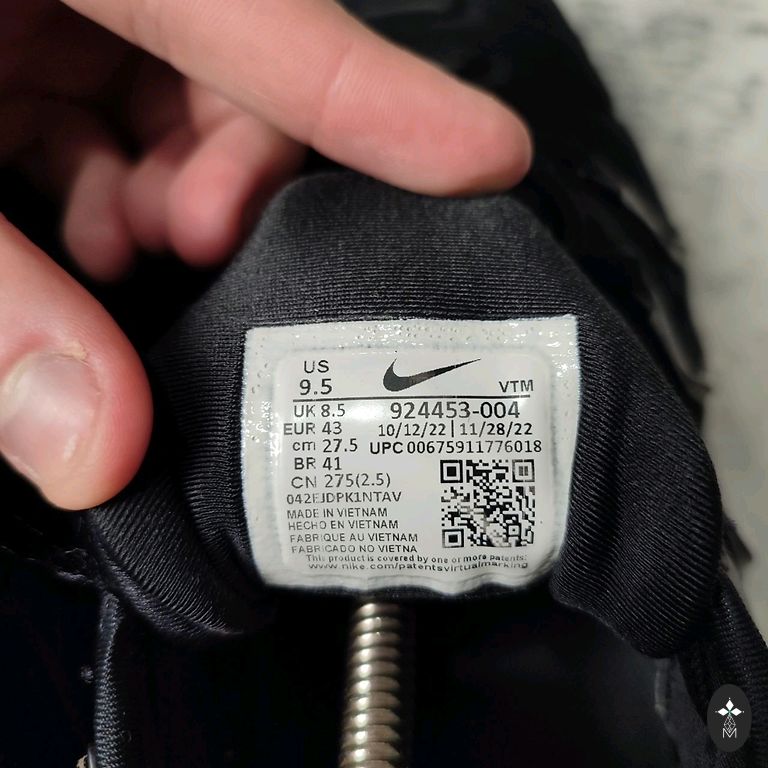 US
9.5
VTM
UK 8.5
924453-004
EUR 43
10/12/22 | 11/28/22
cm 27.5
UPC 00675911776018
BR 41
CN 275(2.5)
042EJDPK1NTAV
MADE IN VIETNAM
HECHO EN VIETNAM
FABRIQUE AU VIETNAM
FABRICADO NO VIETNA
This product is covered by one or more patents:
www.nike.com/patentsvirtualmarking
M